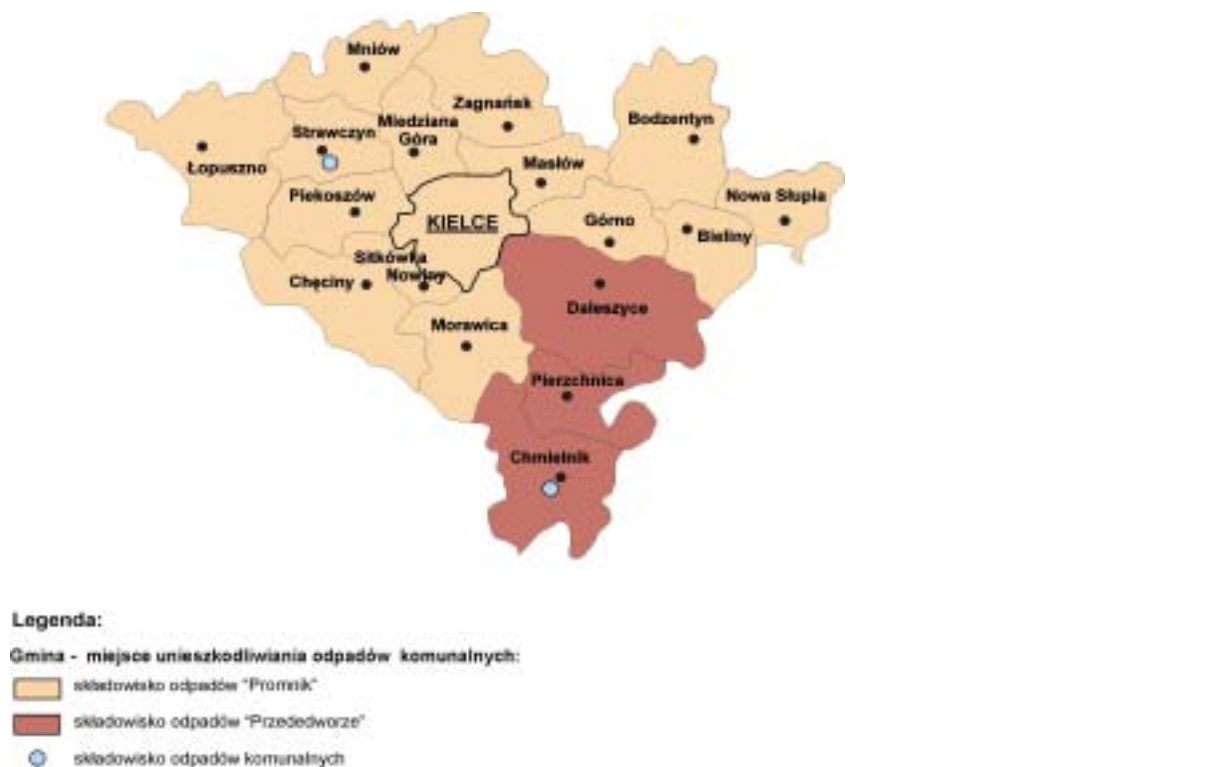 Mniów
Zagnańsk
Miedziana
Góra
Strawczyn
Bodzentyn
Łopuszno
Masłów
Piekoszów
Nowa Słupia
KIELCE
Górno
Bieliny
Sitkówka
Nowiny
Chęciny
Daleszyce
Morawica
Pierzchnica
Chmielnik
Legenda:
Gmina - miejsce unieszkodliwiania odpadów komunalnych:
składowisko odpadów "Promnik"
składowisko odpadów "Przededworze"
składowisko odpadów komunalnych